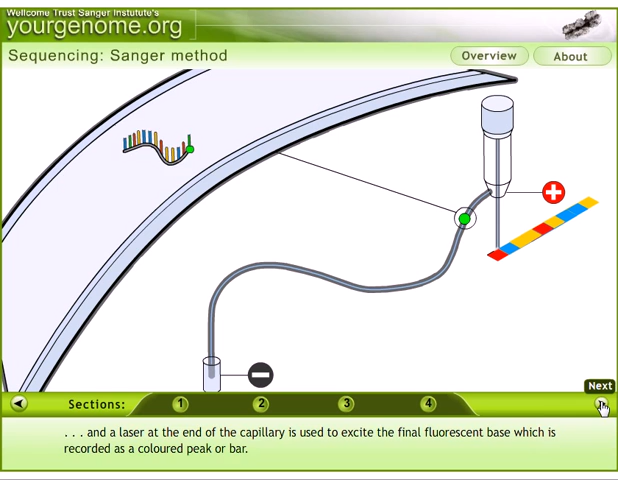 Wellcome Trust Sanger Instutute's
yourgenome.org
Sequencing: Sanger method
Overview
About
+
−
Next
Sections:
1
2
3
4
. . . and a laser at the end of the capillary is used to excite the final fluorescent base which is
recorded as a coloured peak or bar.